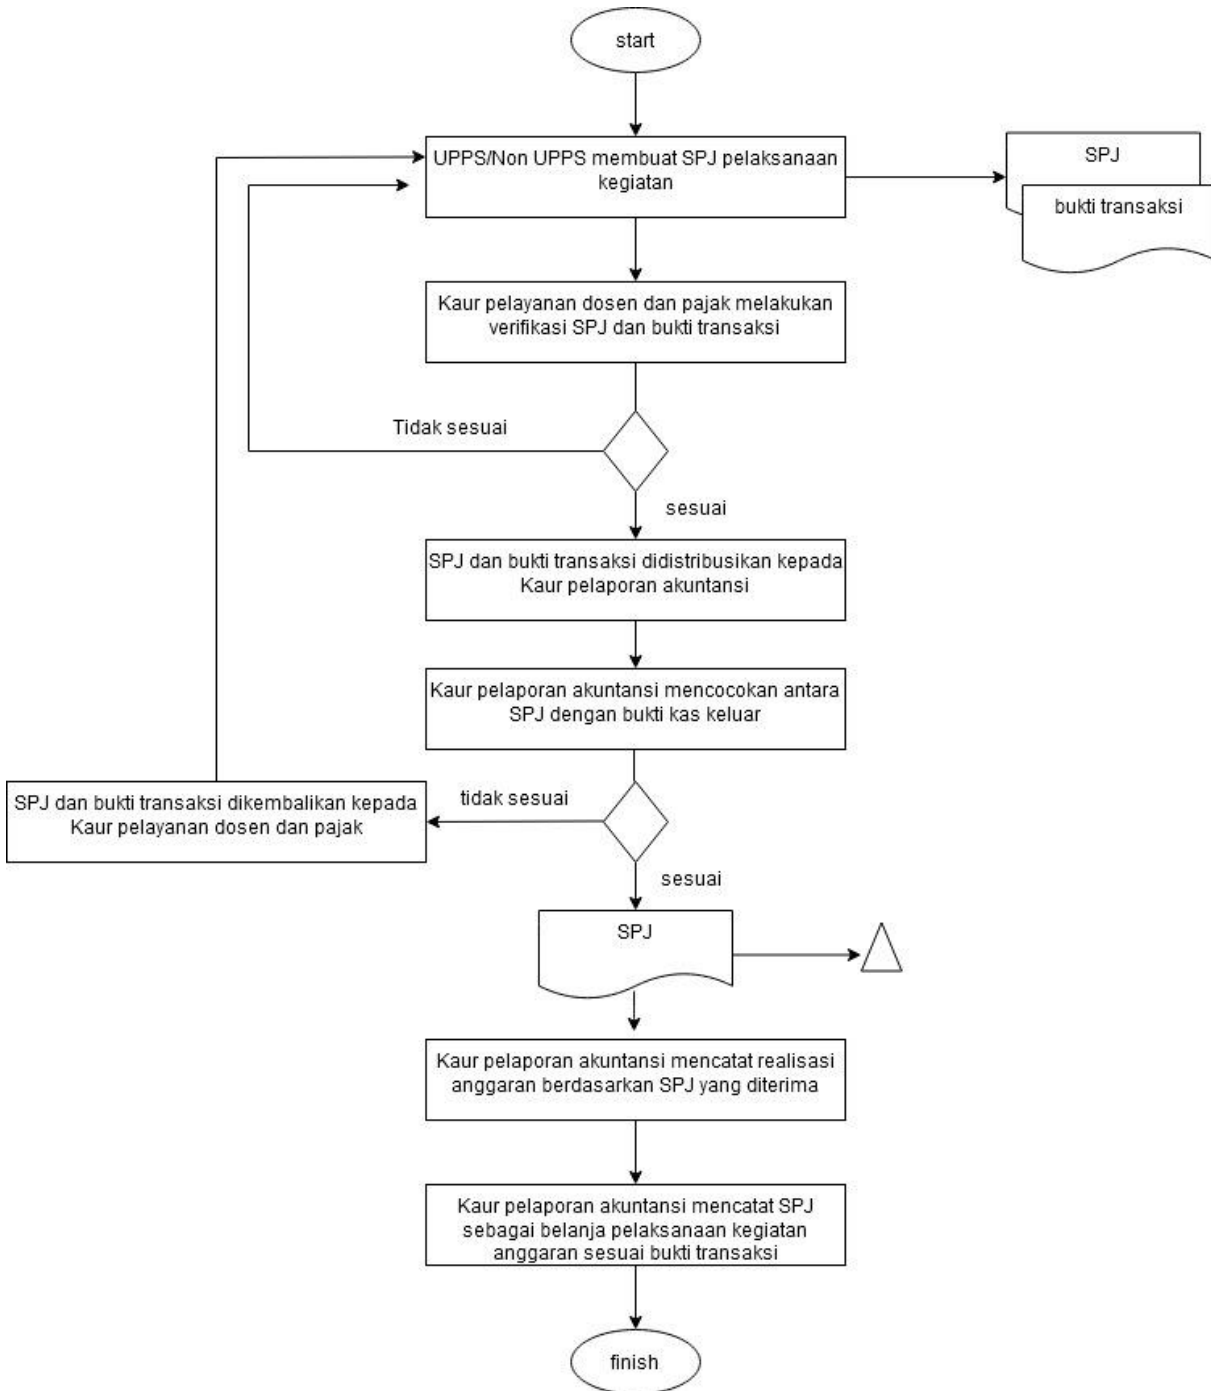 start
UPPS/Non UPPS membuat SPJ pelaksanaan
kegiatan
SPJ
bukti transaksi
Kaur pelayanan dosen dan pajak melakukan
verifikasi SPJ dan bukti transaksi
Tidak sesuai
sesuai
SPJ dan bukti transaksi didistribusikan kepada
Kaur pelaporan akuntansi
Kaur pelaporan akuntansi mencocokan antara
SPJ dengan bukti kas keluar
SPJ dan bukti transaksi dikembalikan kepada
Kaur pelayanan dosen dan pajak
tidak sesuai
sesuai
SPJ
Kaur pelaporan akuntansi mencatat realisasi
anggaran berdasarkan SPJ yang diterima
Kaur pelaporan akuntansi mencatat SPJ
sebagai belanja pelaksanaan kegiatan
anggaran sesuai bukti transaksi
finish